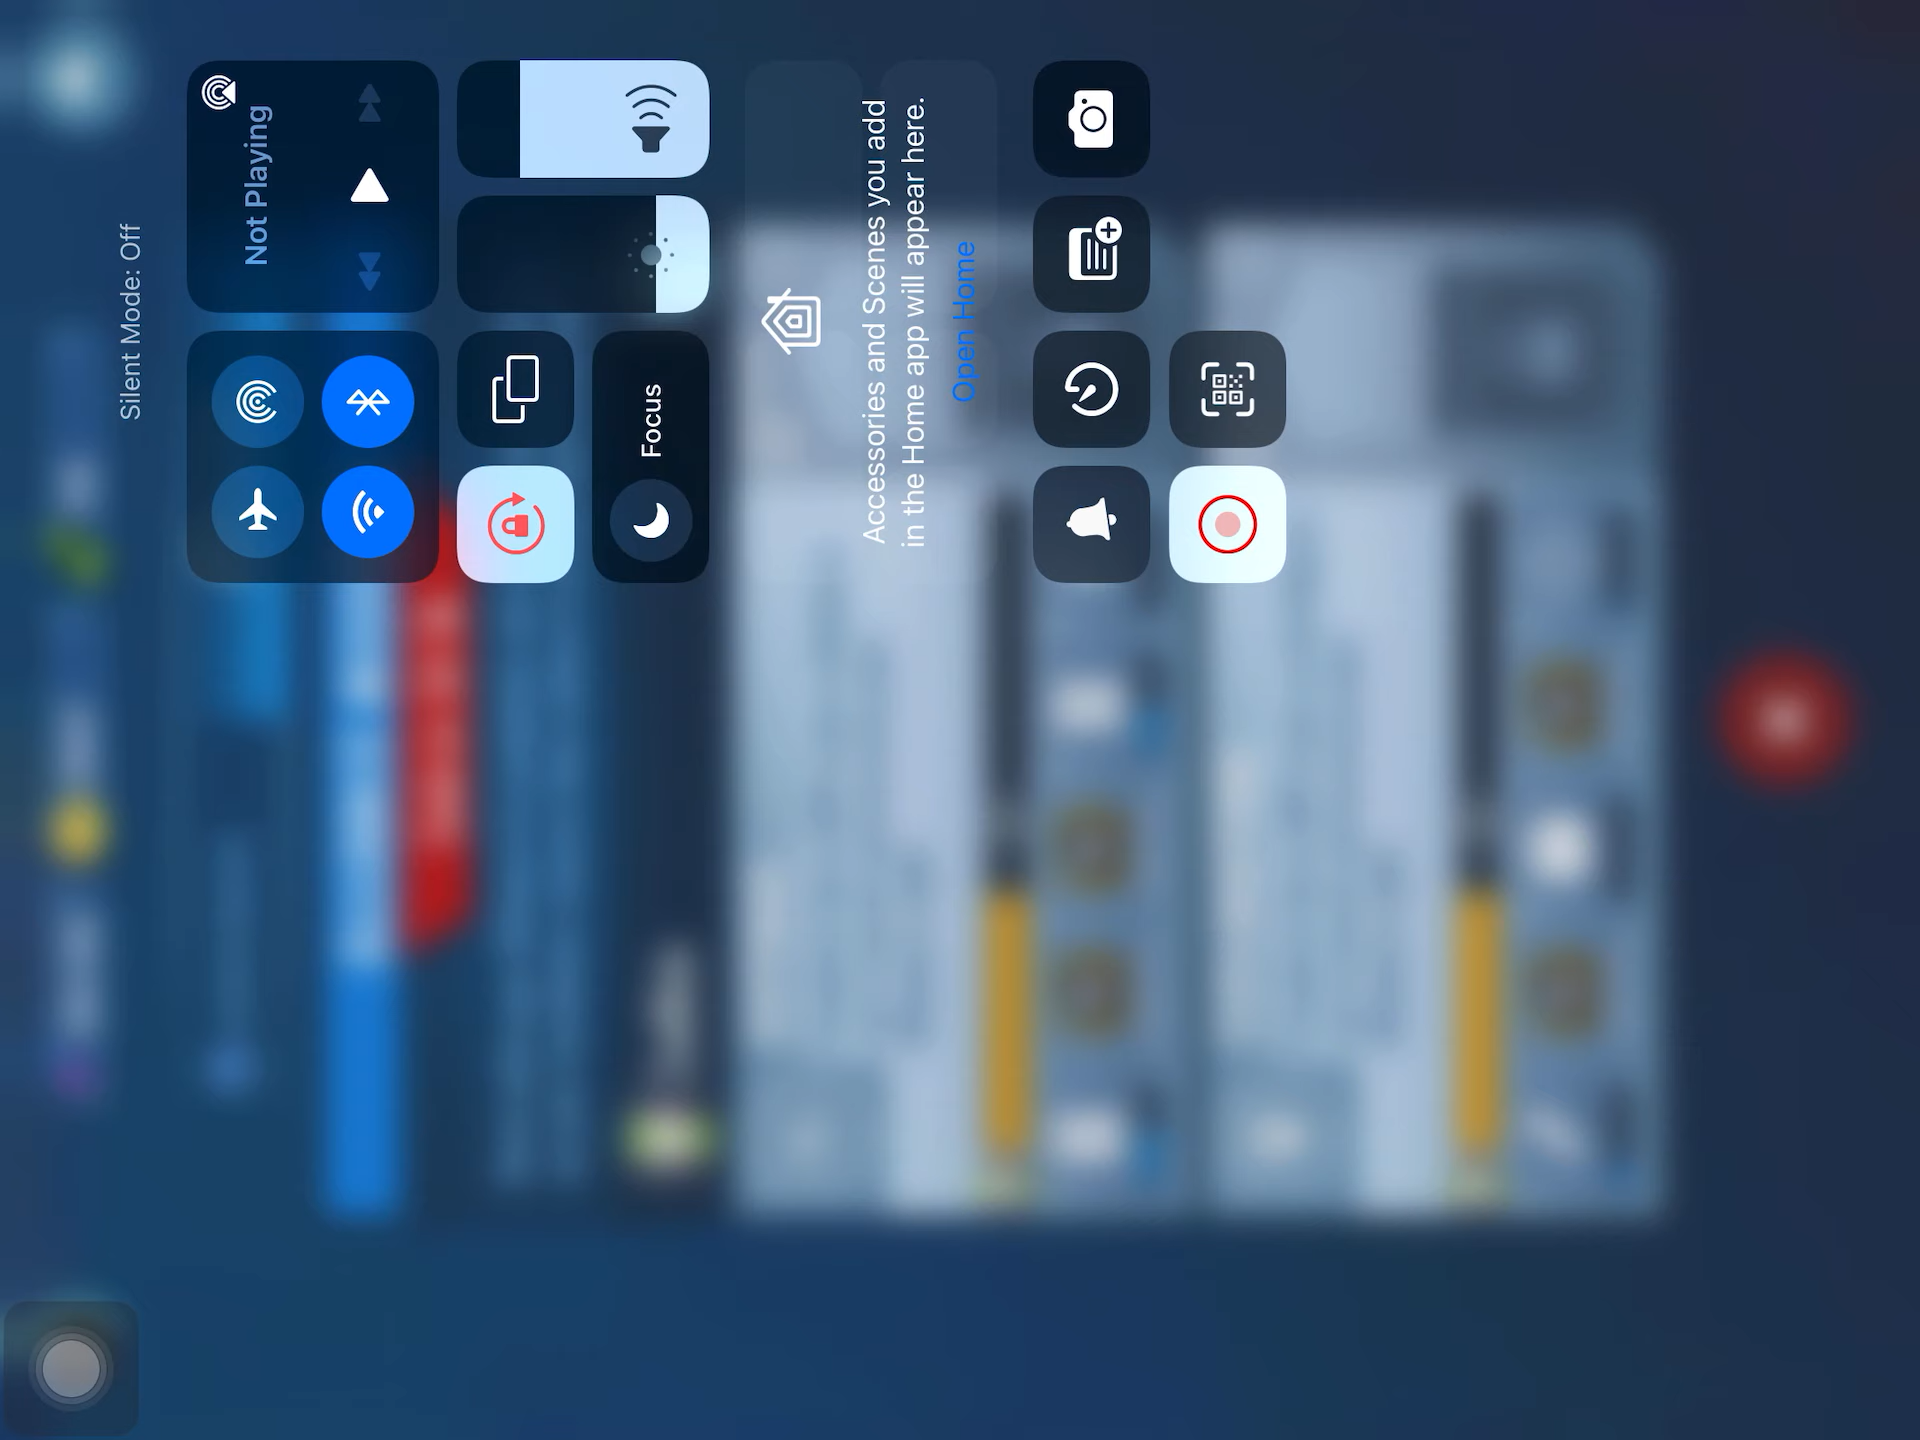 Silent Mode: Off
Not Playing
Focus
Accessories and Scenes you add
in the Home app will appear here.
Open Home